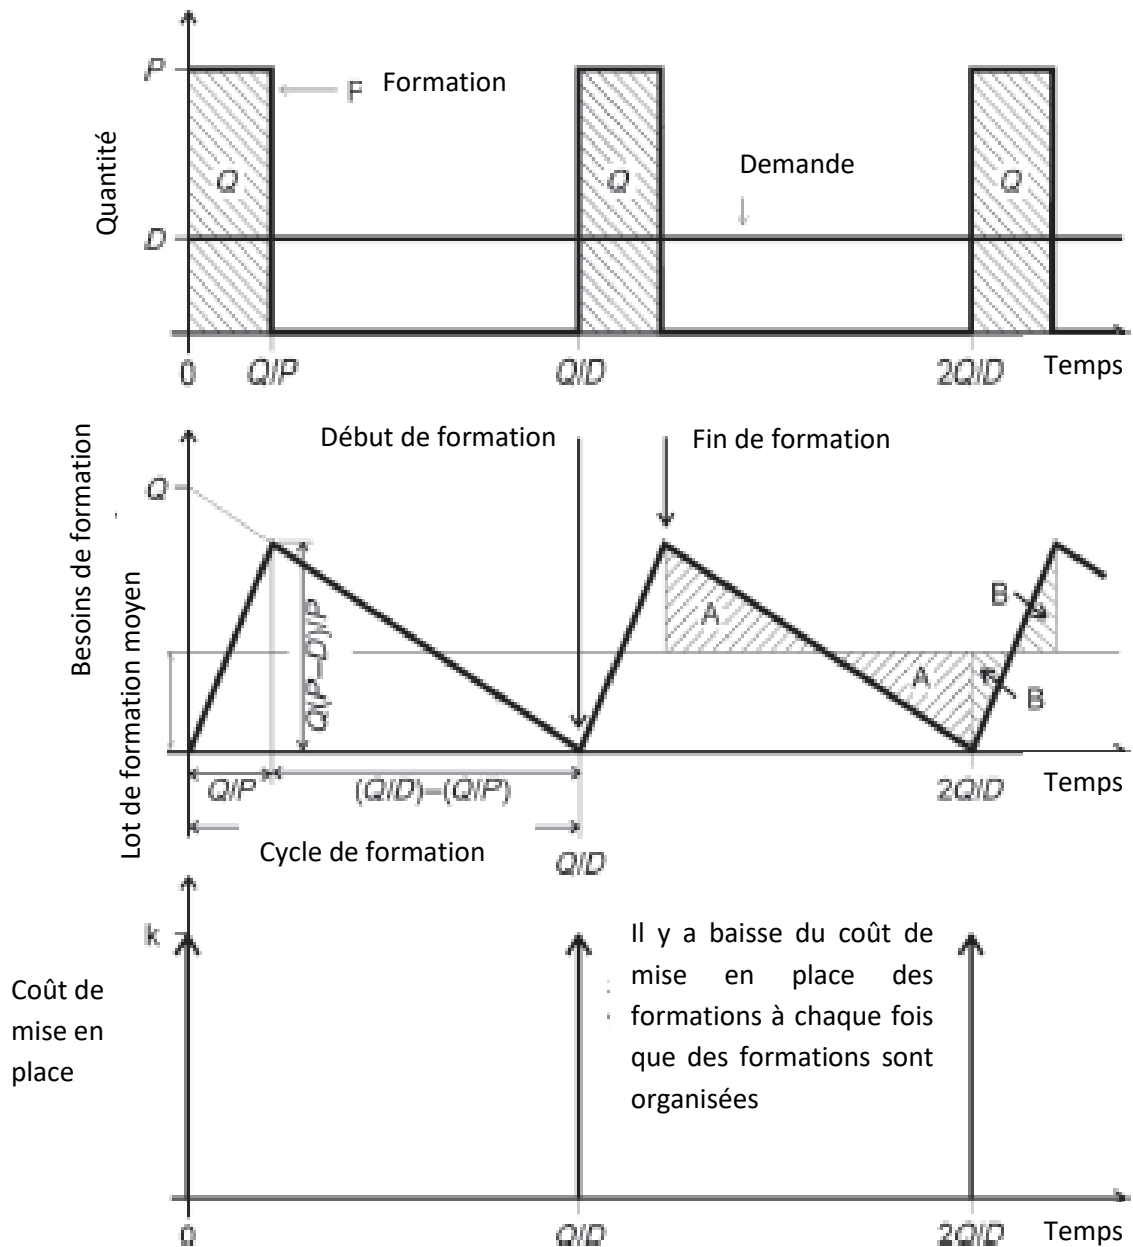 P
F Formation
Quantité
Q
Q
Q
Demande
D
0
Q/P
Q/D
2Q/D
Temps
Début de formation
Fin de formation
Besoins de formation
Lot de formation moyen
Q
Q(P–D)/P
A
A
B
B
Q/P
(Q/D)–(Q/P)
2Q/D
Temps
Cycle de formation
Q/D
k
Coût de
mise en
place
Il y a baisse du coût de
mise en place des
formations à chaque fois
que des formations sont
organisées
0
Q/D
2Q/D
Temps